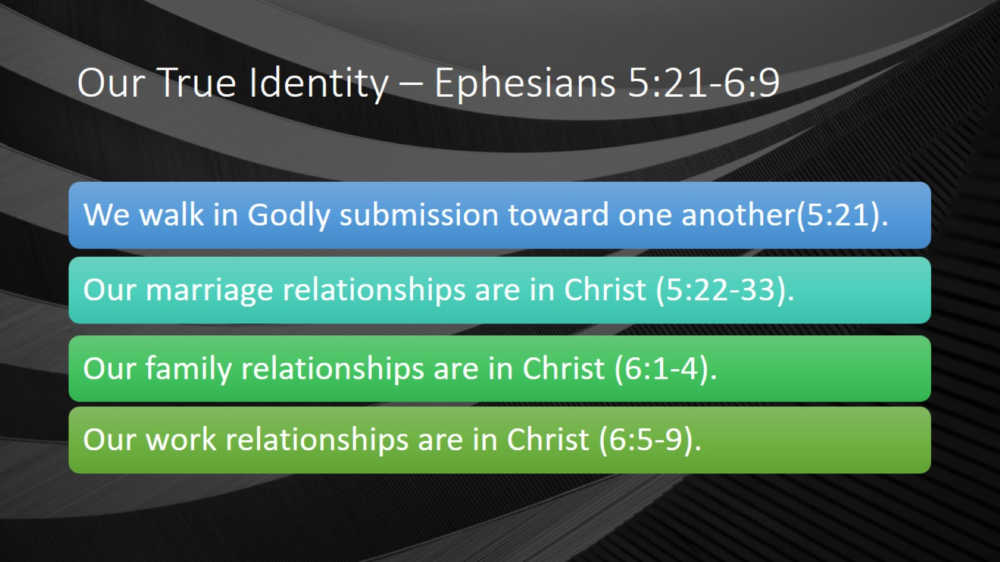 Our True Identity – Ephesians 5:21-6:9
We walk in Godly submission toward one another(5:21).
Our marriage relationships are in Christ (5:22-33).
Our family relationships are in Christ (6:1-4).
Our work relationships are in Christ (6:5-9).